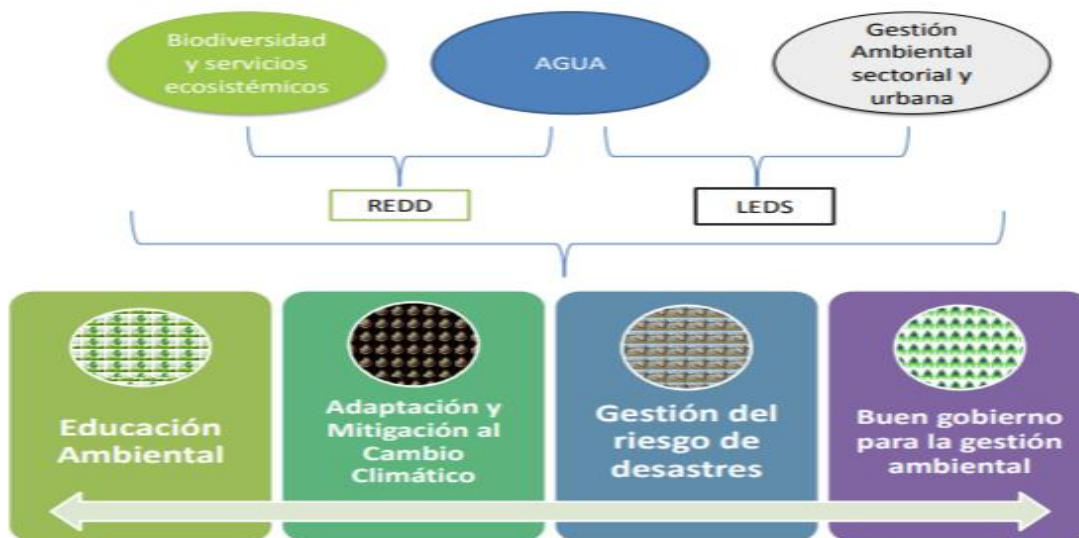 Biodiversidad
y servicios
ecosistémicos
AGUA
Gestión
Ambiental
sectorial y
urbana
REDD
LEDS
Educación
Ambiental
Adaptación y
Mitigación al
Cambio
Climático
Gestión del
riesgo de
desastres
Buen gobierno
para la gestión
ambiental